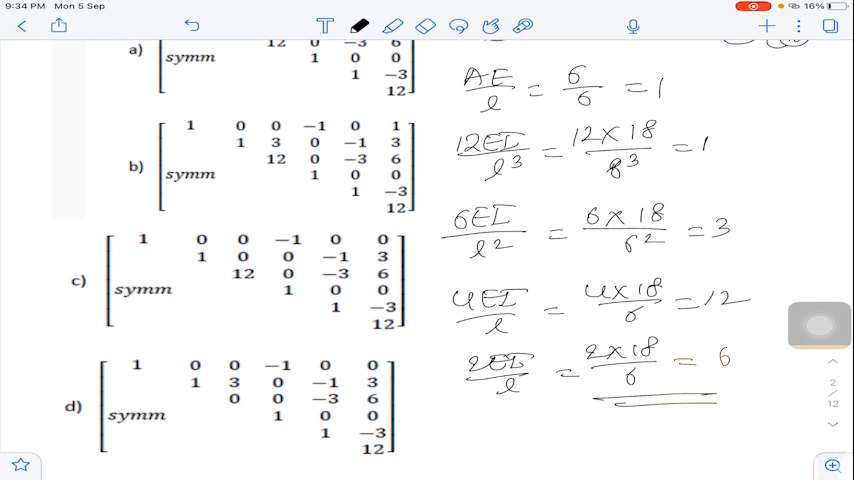 9:34 PM Mon 5 Sep
16%
a)
12 0 −3 6
symm 1 0 0
1 −3
12
b)
1 0 0 −1 0 1
1 3 0 −1 3
12 0 −3 6
symm 1 0 0
1 −3
12
c)
1 0 0 −1 0 0
1 0 0 −1 3
12 0 −3 6
symm 1 0 0
1 −3
12
d)
1 0 0 −1 0 0
1 3 0 −1 3
0 0 −3 6
symm 1 0 0
1 −3
12
AE/l = 6/6 = 1
12EI/l³ = 12×18/6³ = 1
6EI/l² = 6×18/6² = 3
4EI/l = 4×18/6 = 12
2EI/l = 2×18/6 = 6
2/12